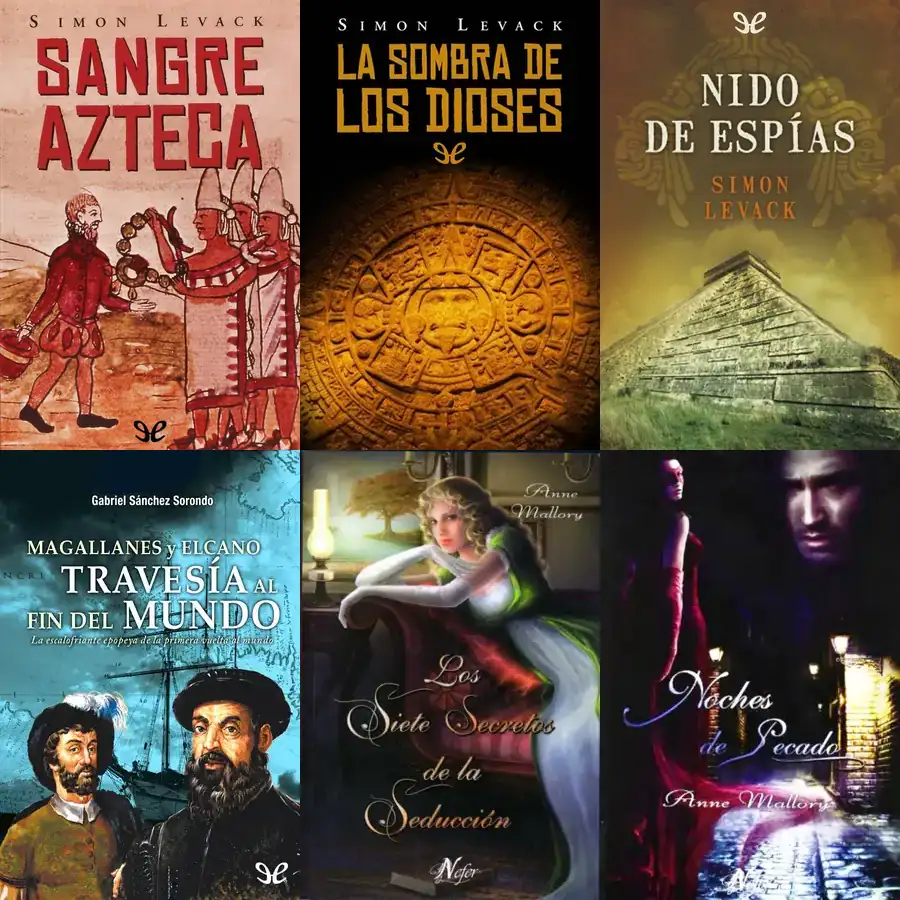 SIMON LEVACK
SANGRE
AZTECA
SIMON LEVACK
LA SOMBRA DE
LOS DIOSES
NIDO
DE ESPÍAS
SIMON
LEVACK
Gabriel Sánchez Sorondo
MAGALLANES y ELCANO
TRAVESÍA AL
FIN DEL MUNDO
La escalofriante epopeya de la primera vuelta al mundo
Anne
Mallory
Los
Siete Secretos
de la
Seducción
Nefer
Noches
de Pecado
Anne Mallory